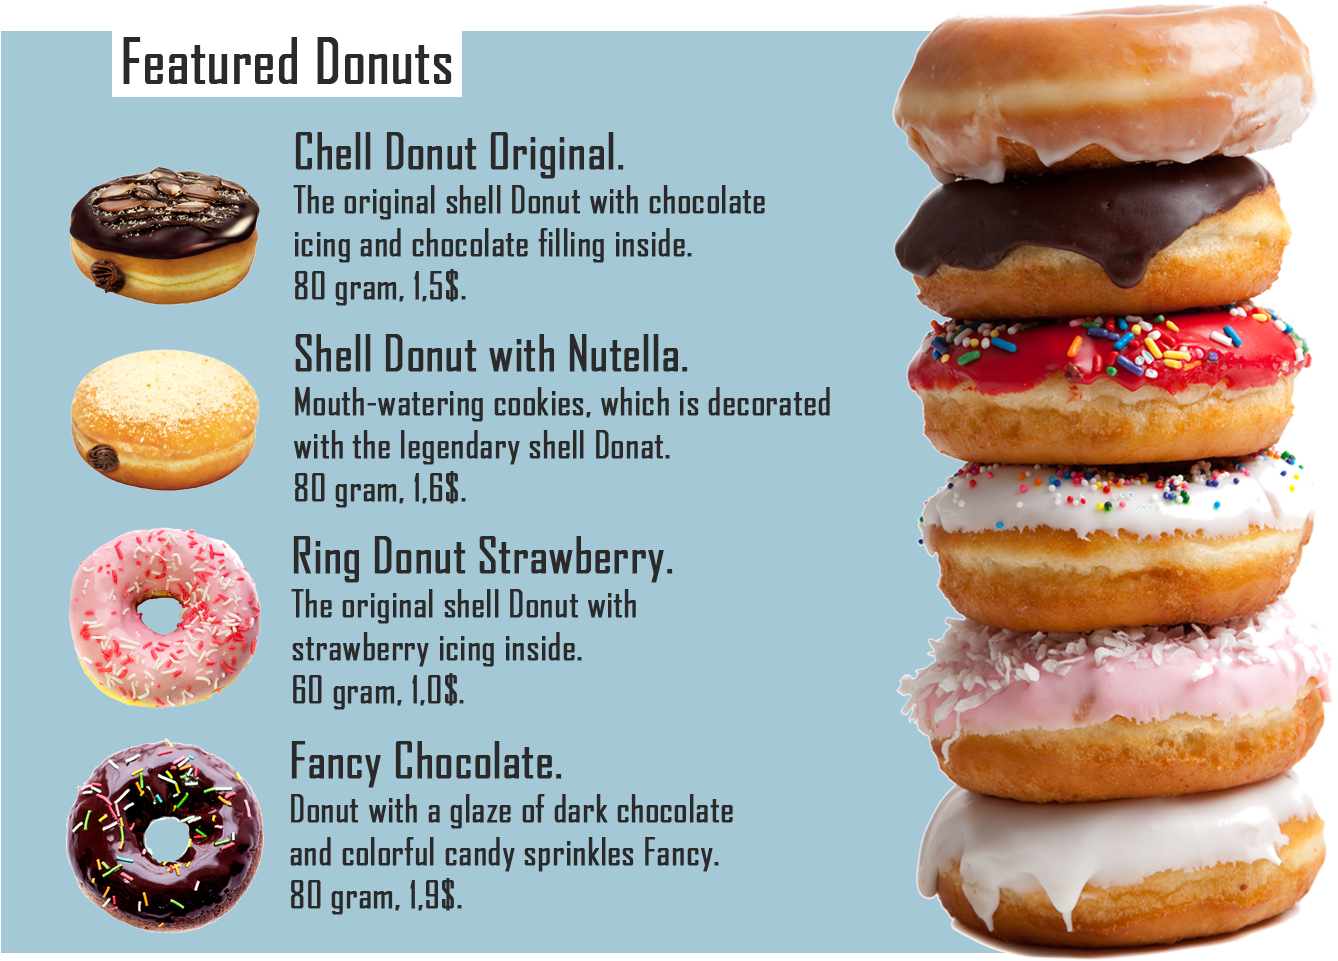 Featured Donuts
Chell Donut Original.
The original shell Donut with chocolate
icing and chocolate filling inside.
80 gram, 1,5$.
Shell Donut with Nutella.
Mouth-watering cookies, which is decorated
with the legendary shell Donat.
80 gram, 1,6$.
Ring Donut Strawberry.
The original shell Donut with
strawberry icing inside.
60 gram, 1,0$.
Fancy Chocolate.
Donut with a glaze of dark chocolate
and colorful candy sprinkles Fancy.
80 gram, 1,9$.